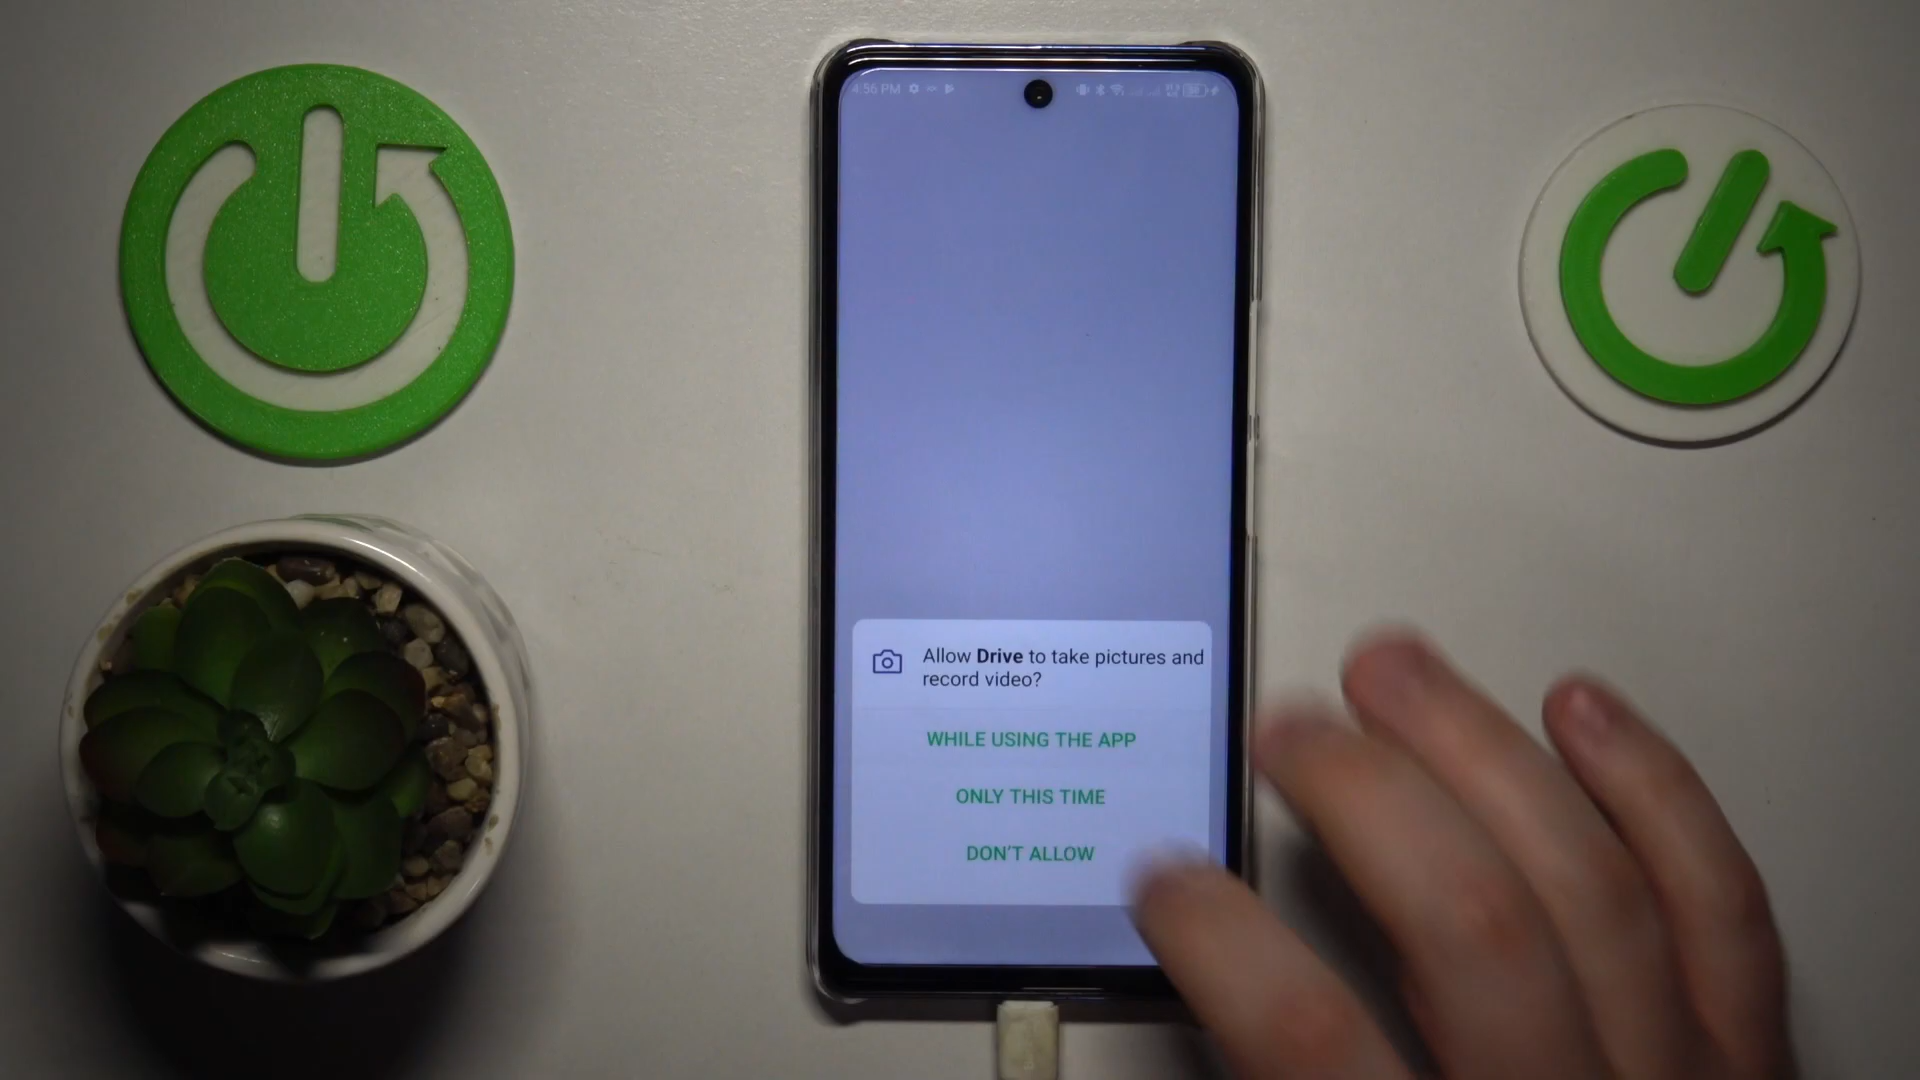 4:56 PM
Allow Drive to take pictures and
record video?
WHILE USING THE APP
ONLY THIS TIME
DON'T ALLOW